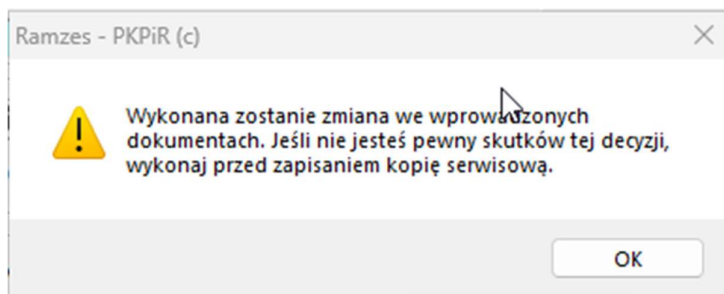 Ramzes - PKPiR (c)
Wykonana zostanie zmiana we wprowadzonych
dokumentach. Jeśli nie jesteś pewny skutków tej decyzji,
wykonaj przed zapisaniem kopię serwisową.
OK